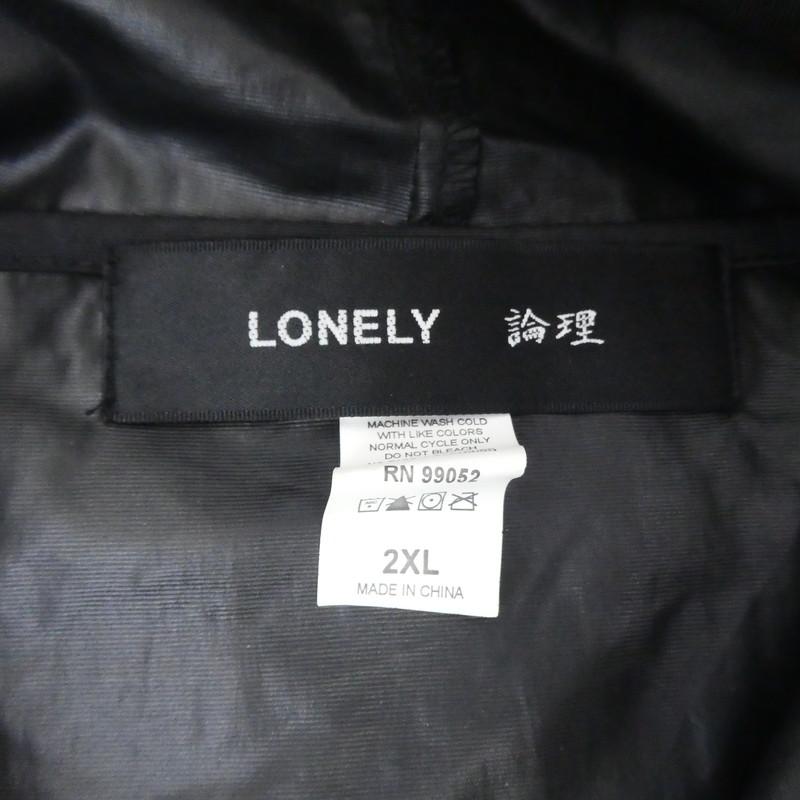 LONELY 論理
MACHINE WASH COLD
WITH LIKE COLORS
NORMAL CYCLE ONLY
DO NOT BLEACH
RN 99052
2XL
MADE IN CHINA